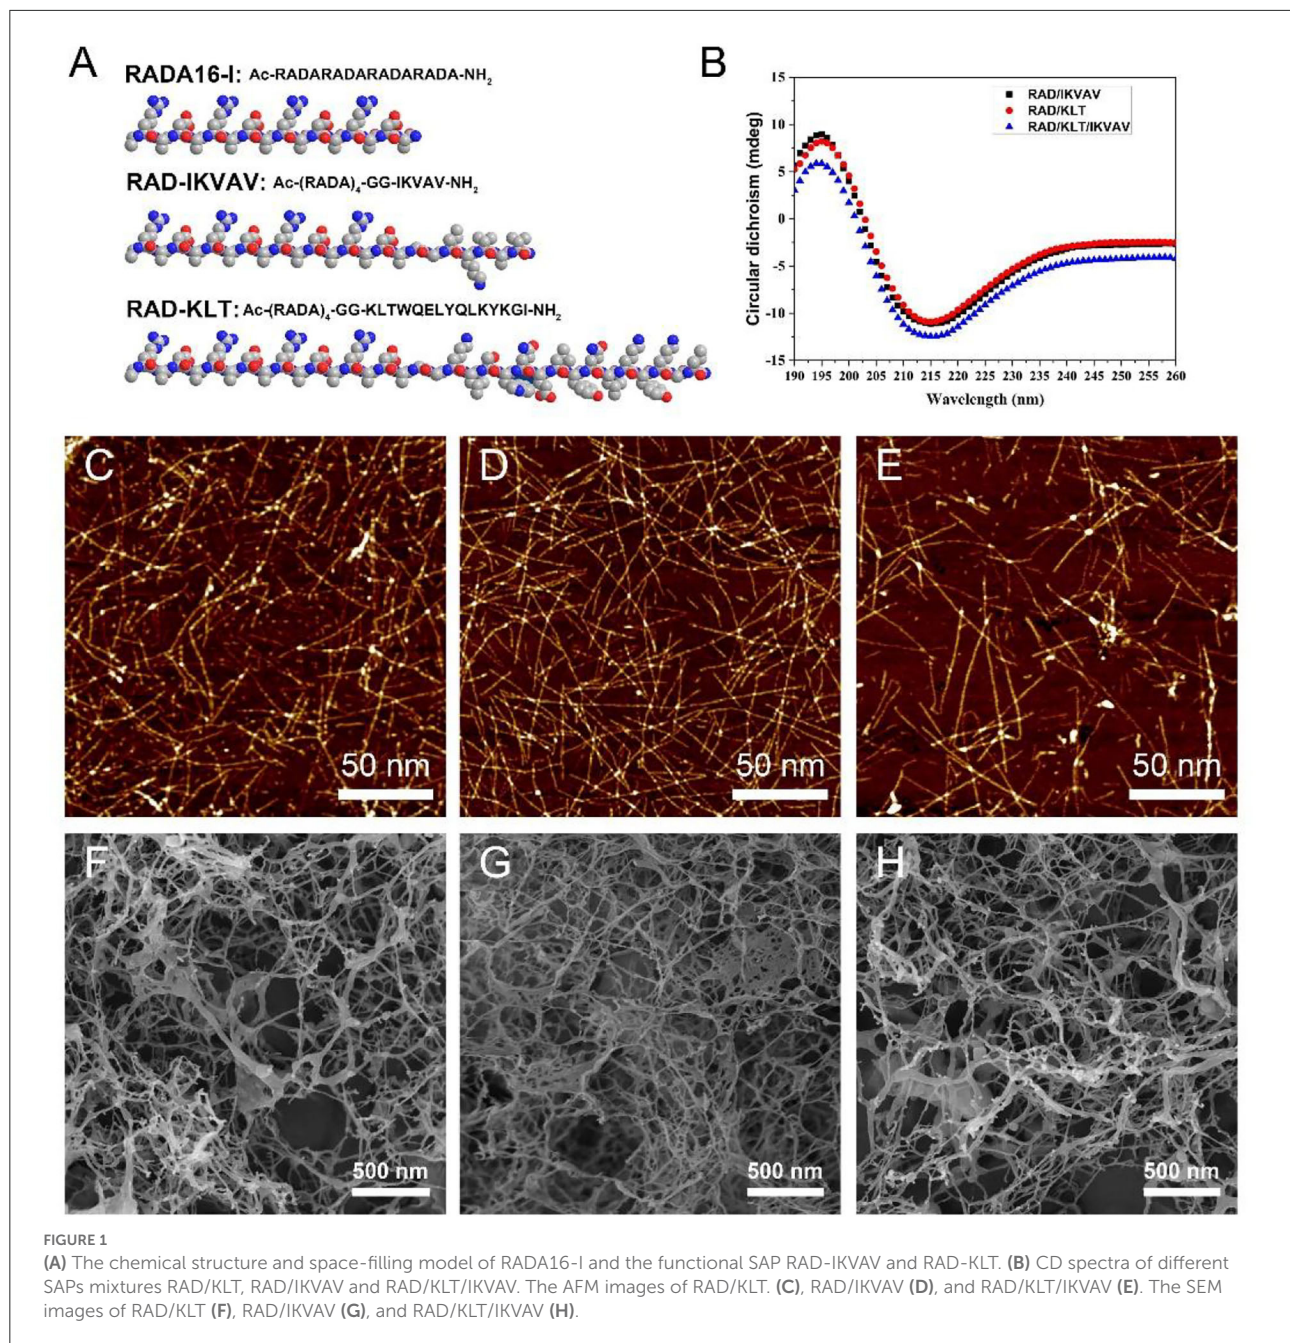 A
RADA16-I: Ac-RADARADARADARADA-NH2
RAD-IKVAV: Ac-(RADA)4-GG-IKVAV-NH2
RAD-KLT: Ac-(RADA)4-GG-KLTWQELYQLKYKGI-NH2
B
15
10
5
0
-5
-10
-15
Circular dichroism (mdeg)
RAD/IKVAV
RAD/KLT
RAD/KLT/IKVAV
190 195 200 205 210 215 220 225 230 235 240 245 250 255 260
Wavelength (nm)
C
50 nm
D
50 nm
E
50 nm
F
500 nm
G
500 nm
H
500 nm
FIGURE 1
(A) The chemical structure and space-filling model of RADA16-I and the functional SAP RAD-IKVAV and RAD-KLT. (B) CD spectra of different
SAPs mixtures RAD/KLT, RAD/IKVAV and RAD/KLT/IKVAV. The AFM images of RAD/KLT. (C), RAD/IKVAV (D), and RAD/KLT/IKVAV (E). The SEM
images of RAD/KLT (F), RAD/IKVAV (G), and RAD/KLT/IKVAV (H).